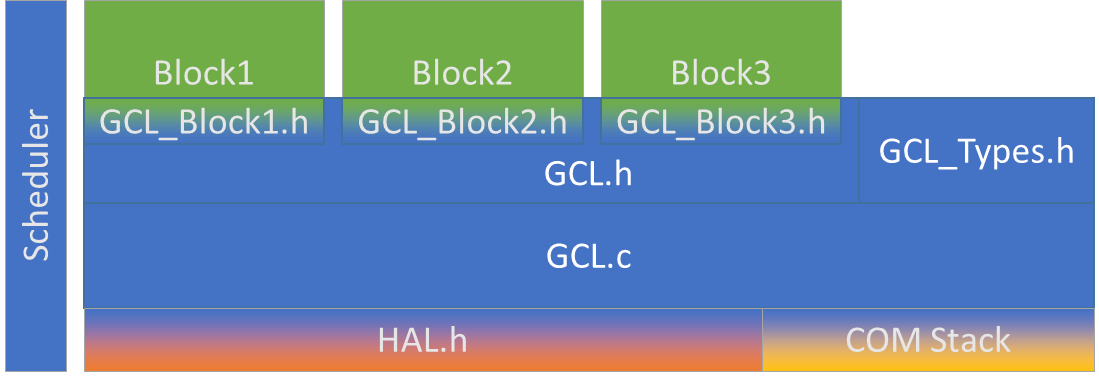 Scheduler
Block1
Block2
Block3
GCL_Block1.h
GCL_Block2.h
GCL_Block3.h
GCL_Types.h
GCL.h
GCL.c
HAL.h
COM Stack